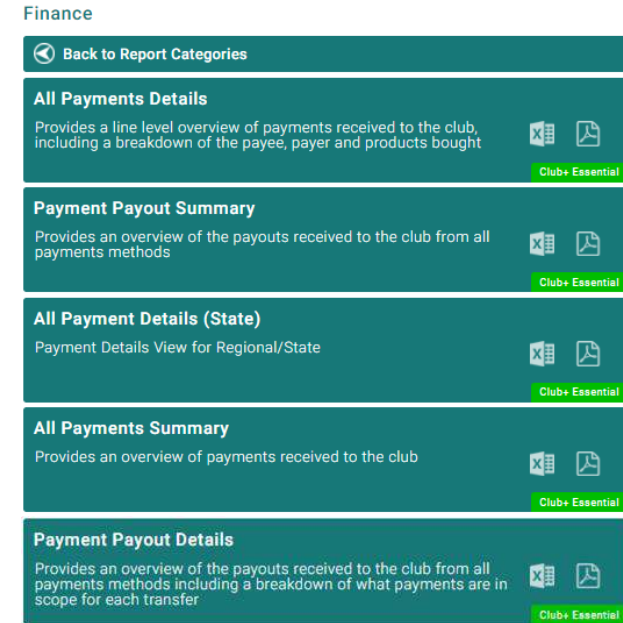 Finance
Back to Report Categories
All Payments Details
Provides a line level overview of payments received to the club,
including a breakdown of the payee, payer and products bought
Club+ Essential
Payment Payout Summary
Provides an overview of the payouts received to the club from all
payments methods
Club+ Essential
All Payment Details (State)
Payment Details View for Regional/State
Club+ Essential
All Payments Summary
Provides an overview of payments received to the club
Club+ Essential
Payment Payout Details
Provides an overview of the payouts received to the club from all
payments methods including a breakdown of what payments are in
scope for each transfer
Club+ Essential